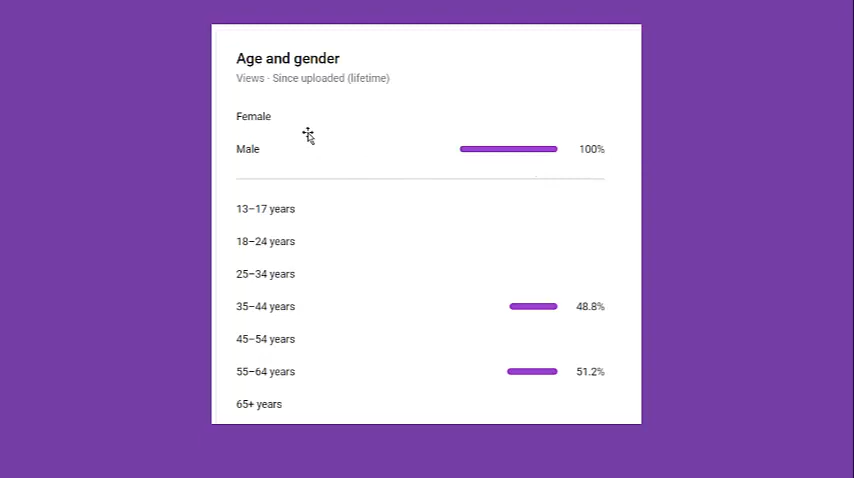 Age and gender
Views · Since uploaded (lifetime)
Female
Male 100%
13–17 years
18–24 years
25–34 years
35–44 years 48.8%
45–54 years
55–64 years 51.2%
65+ years